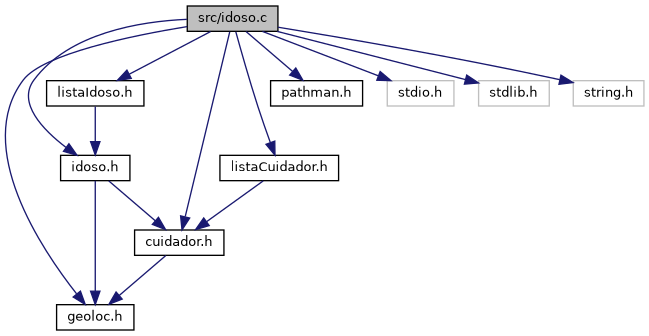 src/idoso.c
listaIdoso.h
pathman.h
stdio.h
stdlib.h
string.h
idoso.h
listaCuidador.h
cuidador.h
geoloc.h